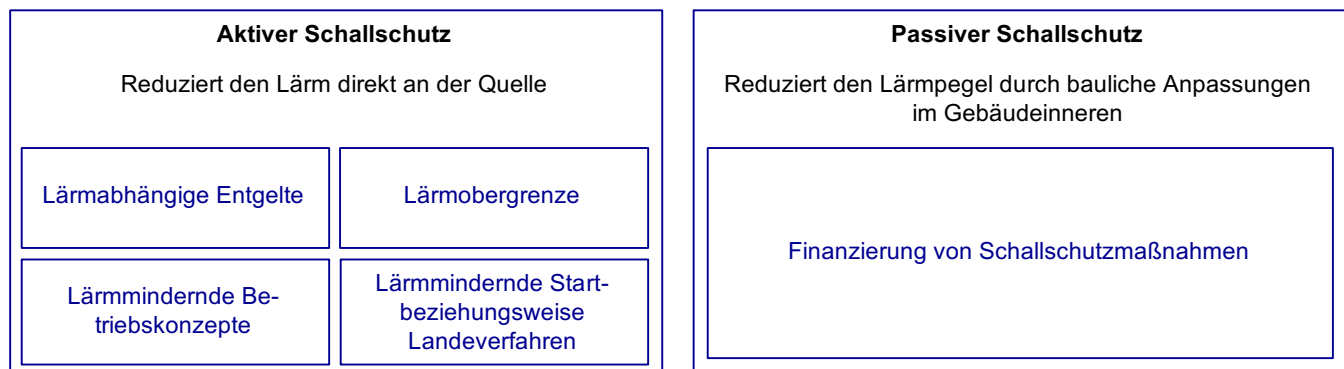 Aktiver Schallschutz
Reduziert den Lärm direkt an der Quelle
Lärmabhängige Entgelte
Lärmobergrenze
Lärmmindernde Be-
triebskonzepte
Lärmmindernde Start-
beziehungsweise
Landeverfahren
Passiver Schallschutz
Reduziert den Lärmpegel durch bauliche Anpassungen
im Gebäudeinneren
Finanzierung von Schallschutzmaßnahmen